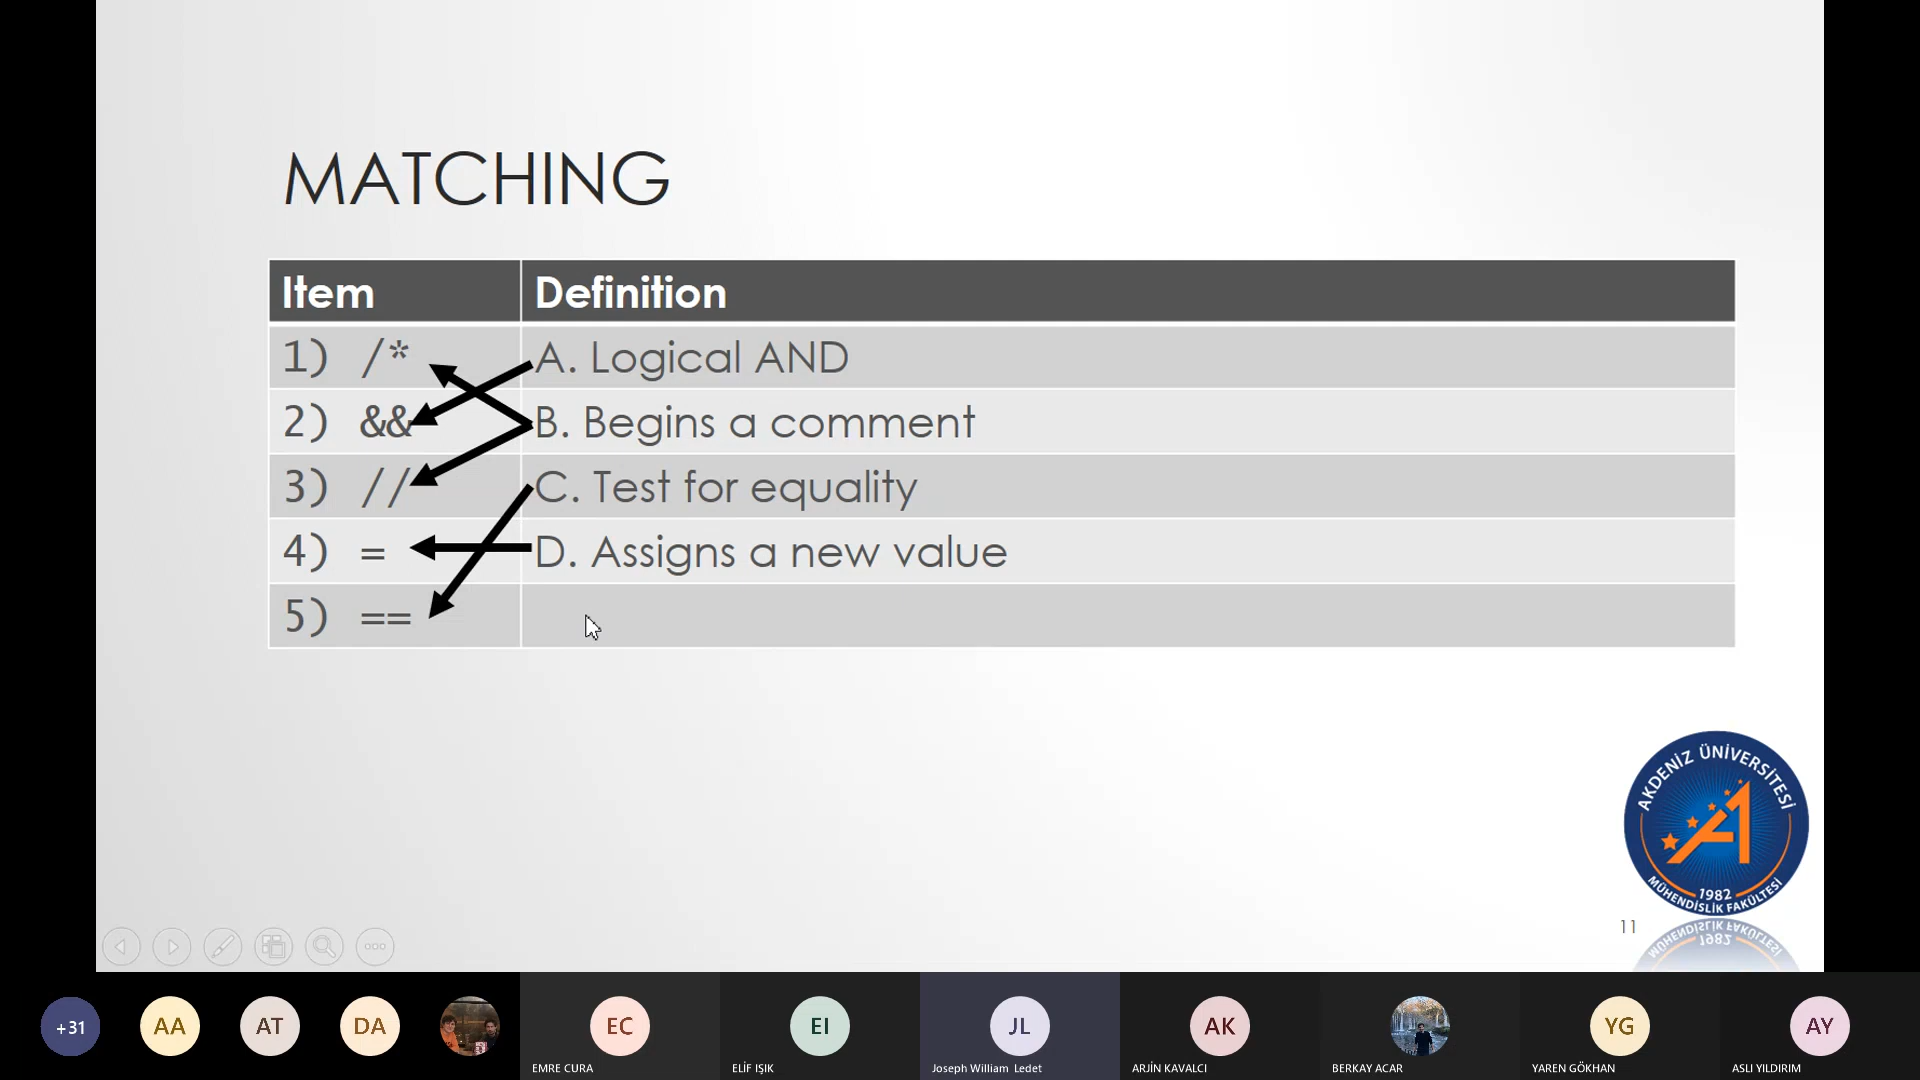 MATCHING
Item Definition
1) /* A. Logical AND
2) && B. Begins a comment
3) // C. Test for equality
4) = D. Assigns a new value
5) ==
AKDENİZ ÜNİVERSİTESİ
1982
MÜHENDİSLİK FAKÜLTESİ
11
+31 AA AT DA EC EI JL AK YG AY
EMRE CURA ELİF IŞIK Joseph William Ledet ARJİN KAVALCI BERKAY ACAR YAREN GÖKHAN ASLI YILDIRIM